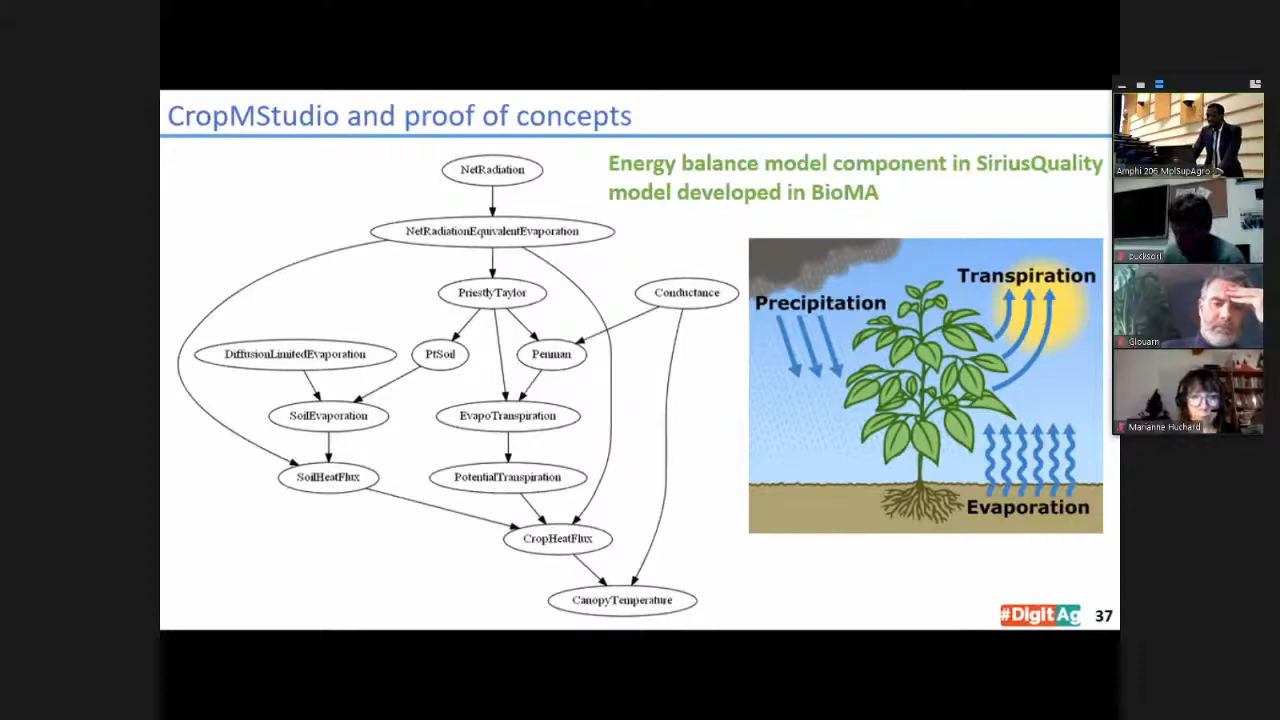 CropMStudio and proof of concepts
Energy balance model component in SiriusQuality
model developed in BioMA
NetRadiation
NetRadiationEquivalentEvaporation
PriestlyTaylor
Conductance
DiffusionLimitedEvaporation
PtSoil
Penman
SoilEvaporation
EvapoTranspiration
SoilHeatFlux
PotentialTranspiration
CropHeatFlux
CanopyTemperature
Precipitation
Transpiration
Evaporation
#DigitAg
37
Amphi 206 MplSupAgro
pucksorl
Glouarn
Marianne Huchard